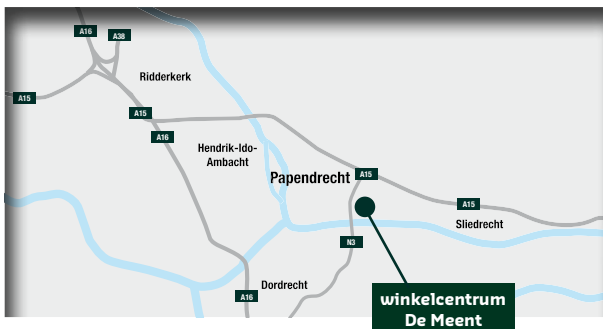 A16
A38
Ridderkerk
A15
A15
A16
Hendrik-Ido-
Ambacht
Papendrecht
A15
A15
Sliedrecht
N3
Dordrecht
A16
winkelcentrum
De Meent